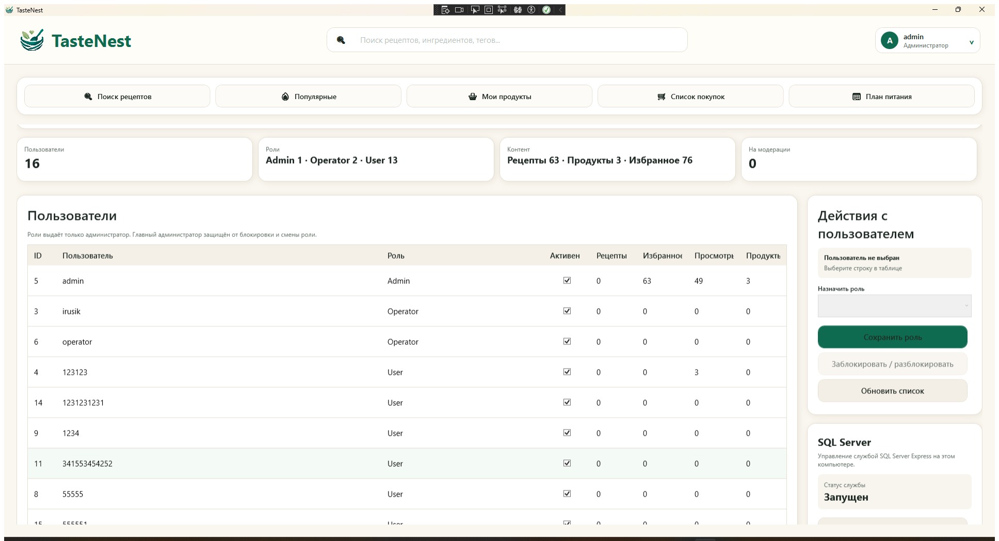 TasteNest
TasteNest
Поиск рецептов, ингредиентов, тегов...
A
admin
Администратор
Поиск рецептов
Популярные
Мои продукты
Список покупок
План питания
Пользователи
16
Роли
Admin 1 · Operator 2 · User 13
Контент
Рецепты 63 · Продукты 3 · Избранное 76
На модерации
0
Пользователи
Роли выдаёт только администратор. Главный администратор защищён от блокировки и смены роли.
ID Пользователь Роль Активен Рецепты Избранное Просмотры Продукты
5 admin Admin 0 63 49 3
3 irusik Operator 0 0 0 0
6 operator Operator 0 0 0 0
4 123123 User 0 0 3 0
14 1231231231 User 0 0 0 0
9 1234 User 0 0 0 0
11 341553454252 User 0 0 0 0
8 55555 User 0 0 0 0
15 555551 User 0 0 0 0
Действия с
пользователем
Пользователь не выбран
Выберите строку в таблице
Назначить роль
Сохранить роль
Заблокировать / разблокировать
Обновить список
SQL Server
Управление службой SQL Server Express на этом
компьютере.
Статус службы
Запущен